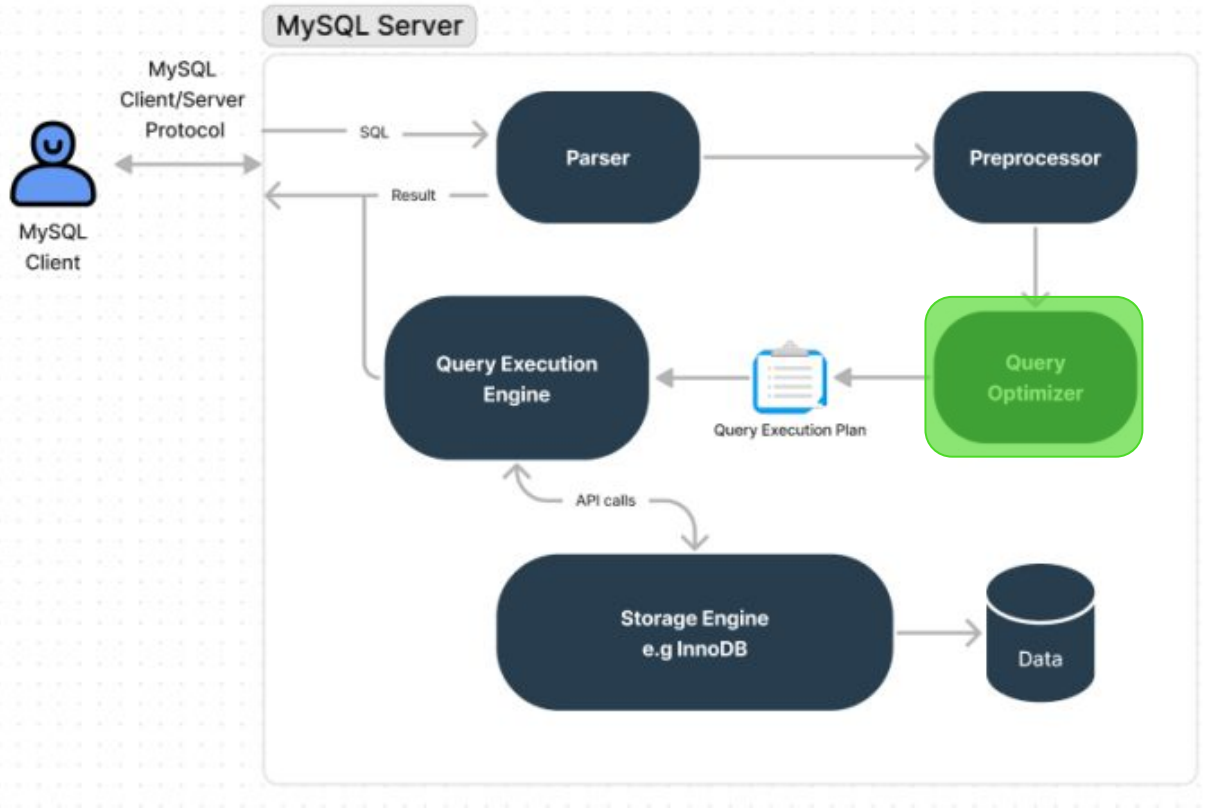 MySQL Server
MySQL
Client/Server
Protocol
SQL
Parser
Preprocessor
Result
MySQL
Client
Query Execution
Engine
Query Execution Plan
Query
Optimizer
API calls
Storage Engine
e.g InnoDB
Data